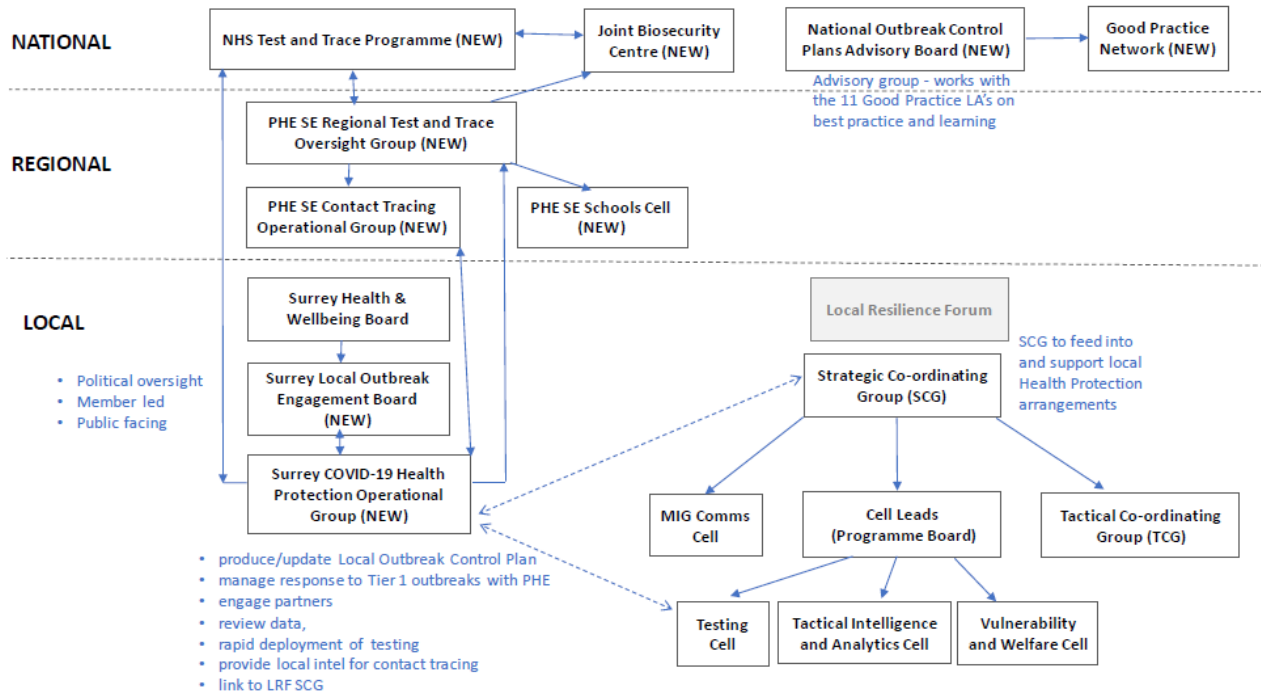 NATIONAL
NHS Test and Trace Programme (NEW)
Joint Biosecurity
Centre (NEW)
National Outbreak Control
Plans Advisory Board (NEW)
Good Practice
Network (NEW)
Advisory group - works with
the 11 Good Practice LA's on
best practice and learning
REGIONAL
PHE SE Regional Test and Trace
Oversight Group (NEW)
PHE SE Contact Tracing
Operational Group (NEW)
PHE SE Schools Cell
(NEW)
LOCAL
• Political oversight
• Member led
• Public facing
Surrey Health &
Wellbeing Board
Surrey Local Outbreak
Engagement Board
(NEW)
Surrey COVID-19 Health
Protection Operational
Group (NEW)
• produce/update Local Outbreak Control Plan
• manage response to Tier 1 outbreaks with PHE
• engage partners
• review data,
• rapid deployment of testing
• provide local intel for contact tracing
• link to LRF SCG
Local Resilience Forum
Strategic Co-ordinating
Group (SCG)
SCG to feed into
and support local
Health Protection
arrangements
MIG Comms
Cell
Cell Leads
(Programme Board)
Tactical Co-ordinating
Group (TCG)
Testing
Cell
Tactical Intelligence
and Analytics Cell
Vulnerability
and Welfare Cell